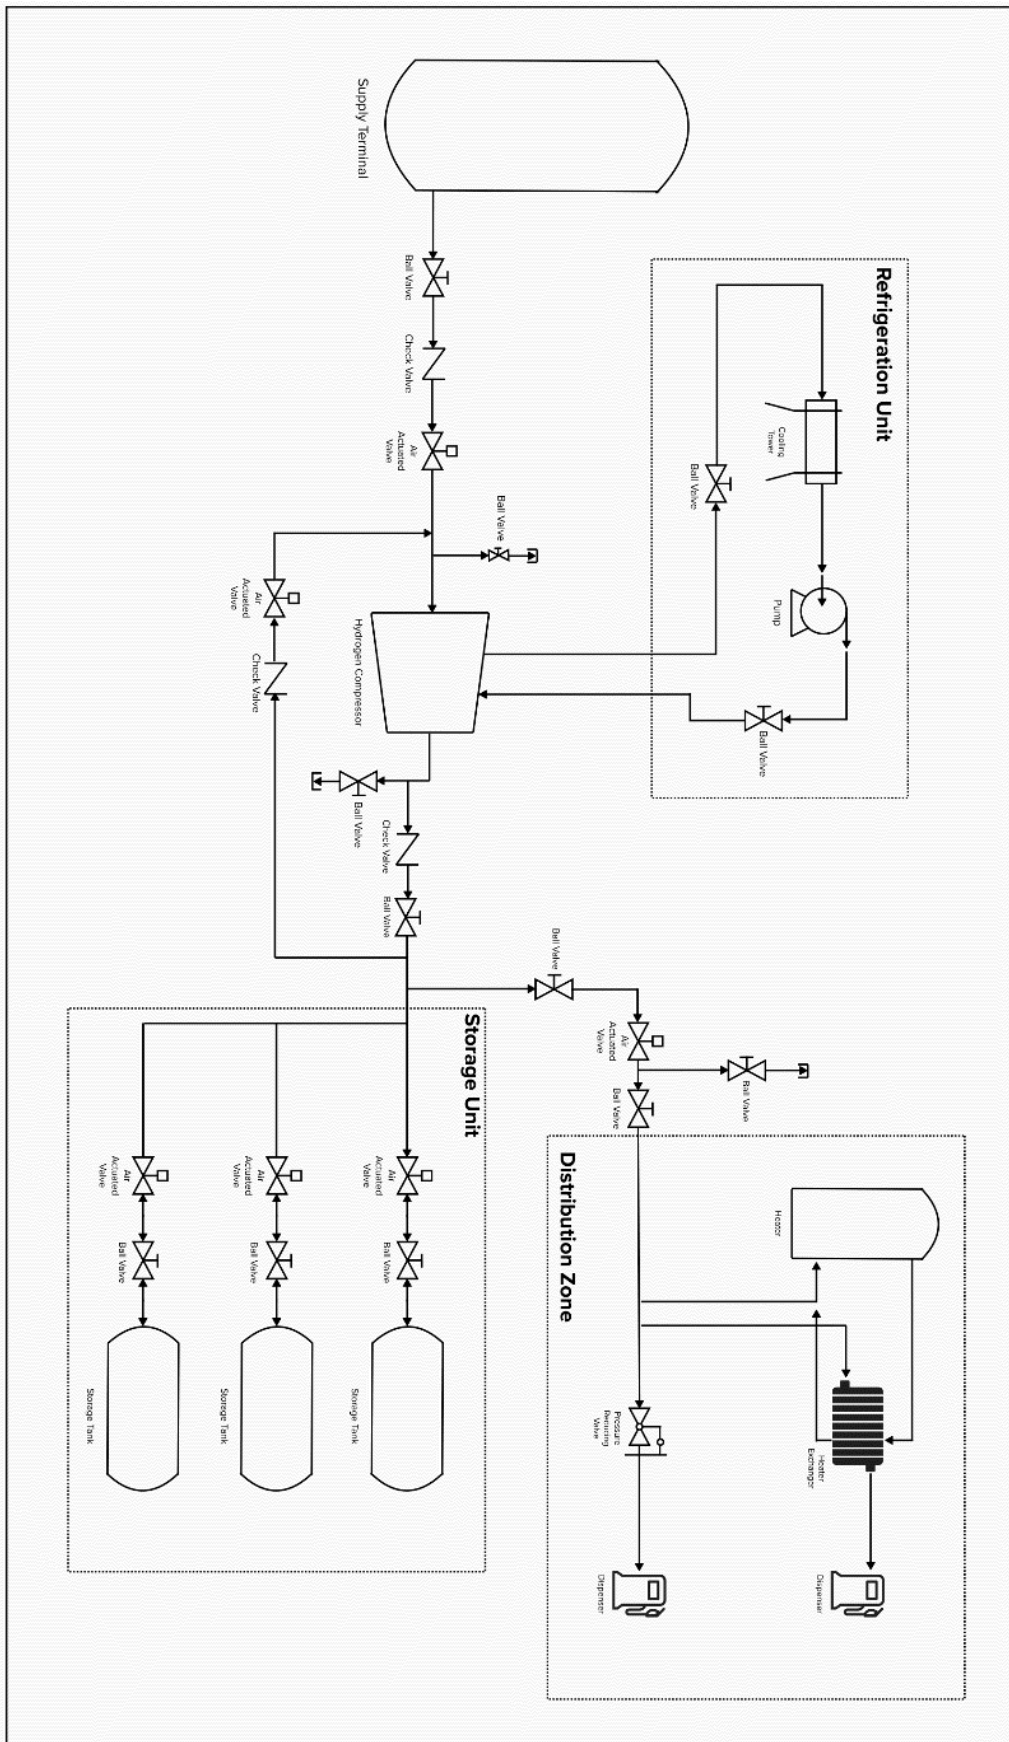 Refrigeration Unit
Cooling
Tower
Pump
Ball Valve
Ball Valve
Supply Terminal
Ball Valve
Check Valve
Air
Actuated
Valve
Ball Valve
Hydrogen Compressor
Air
Actuated
Valve
Check Valve
Ball Valve
Check Valve
Ball Valve
Ball Valve
Air
Actuated
Valve
Ball Valve
Ball Valve
Distribution Zone
Heater
Heater
Exchanger
Dispenser
Pressure
Reducing
Valve
Dispenser
Storage Unit
Air
Actuated
Valve
Ball Valve
Storage Tank
Air
Actuated
Valve
Ball Valve
Storage Tank
Air
Actuated
Valve
Ball Valve
Storage Tank